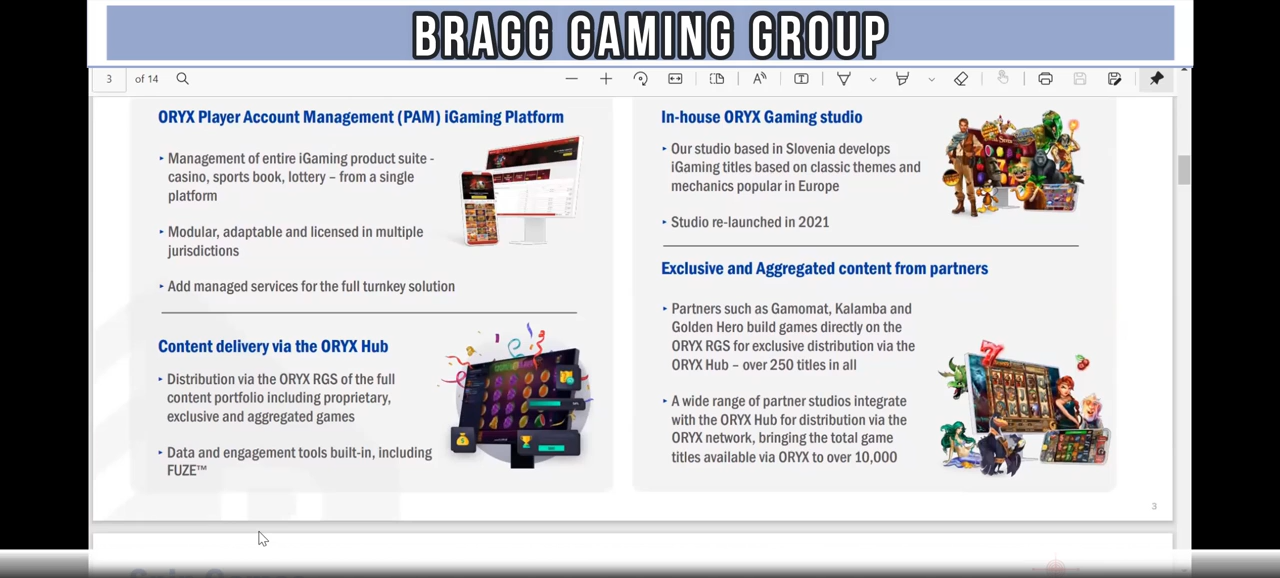 BRAGG GAMING GROUP
3 of 14
ORYX Player Account Management (PAM) iGaming Platform
▸ Management of entire iGaming product suite -
casino, sports book, lottery – from a single
platform
▸ Modular, adaptable and licensed in multiple
jurisdictions
▸ Add managed services for the full turnkey solution
Content delivery via the ORYX Hub
▸ Distribution via the ORYX RGS of the full
content portfolio including proprietary,
exclusive and aggregated games
▸ Data and engagement tools built-in, including
FUZE™
In-house ORYX Gaming studio
▸ Our studio based in Slovenia develops
iGaming titles based on classic themes and
mechanics popular in Europe
▸ Studio re-launched in 2021
Exclusive and Aggregated content from partners
▸ Partners such as Gamomat, Kalamba and
Golden Hero build games directly on the
ORYX RGS for exclusive distribution via the
ORYX Hub – over 250 titles in all
▸ A wide range of partner studios integrate
with the ORYX Hub for distribution via the
ORYX network, bringing the total game
titles available via ORYX to over 10,000
3